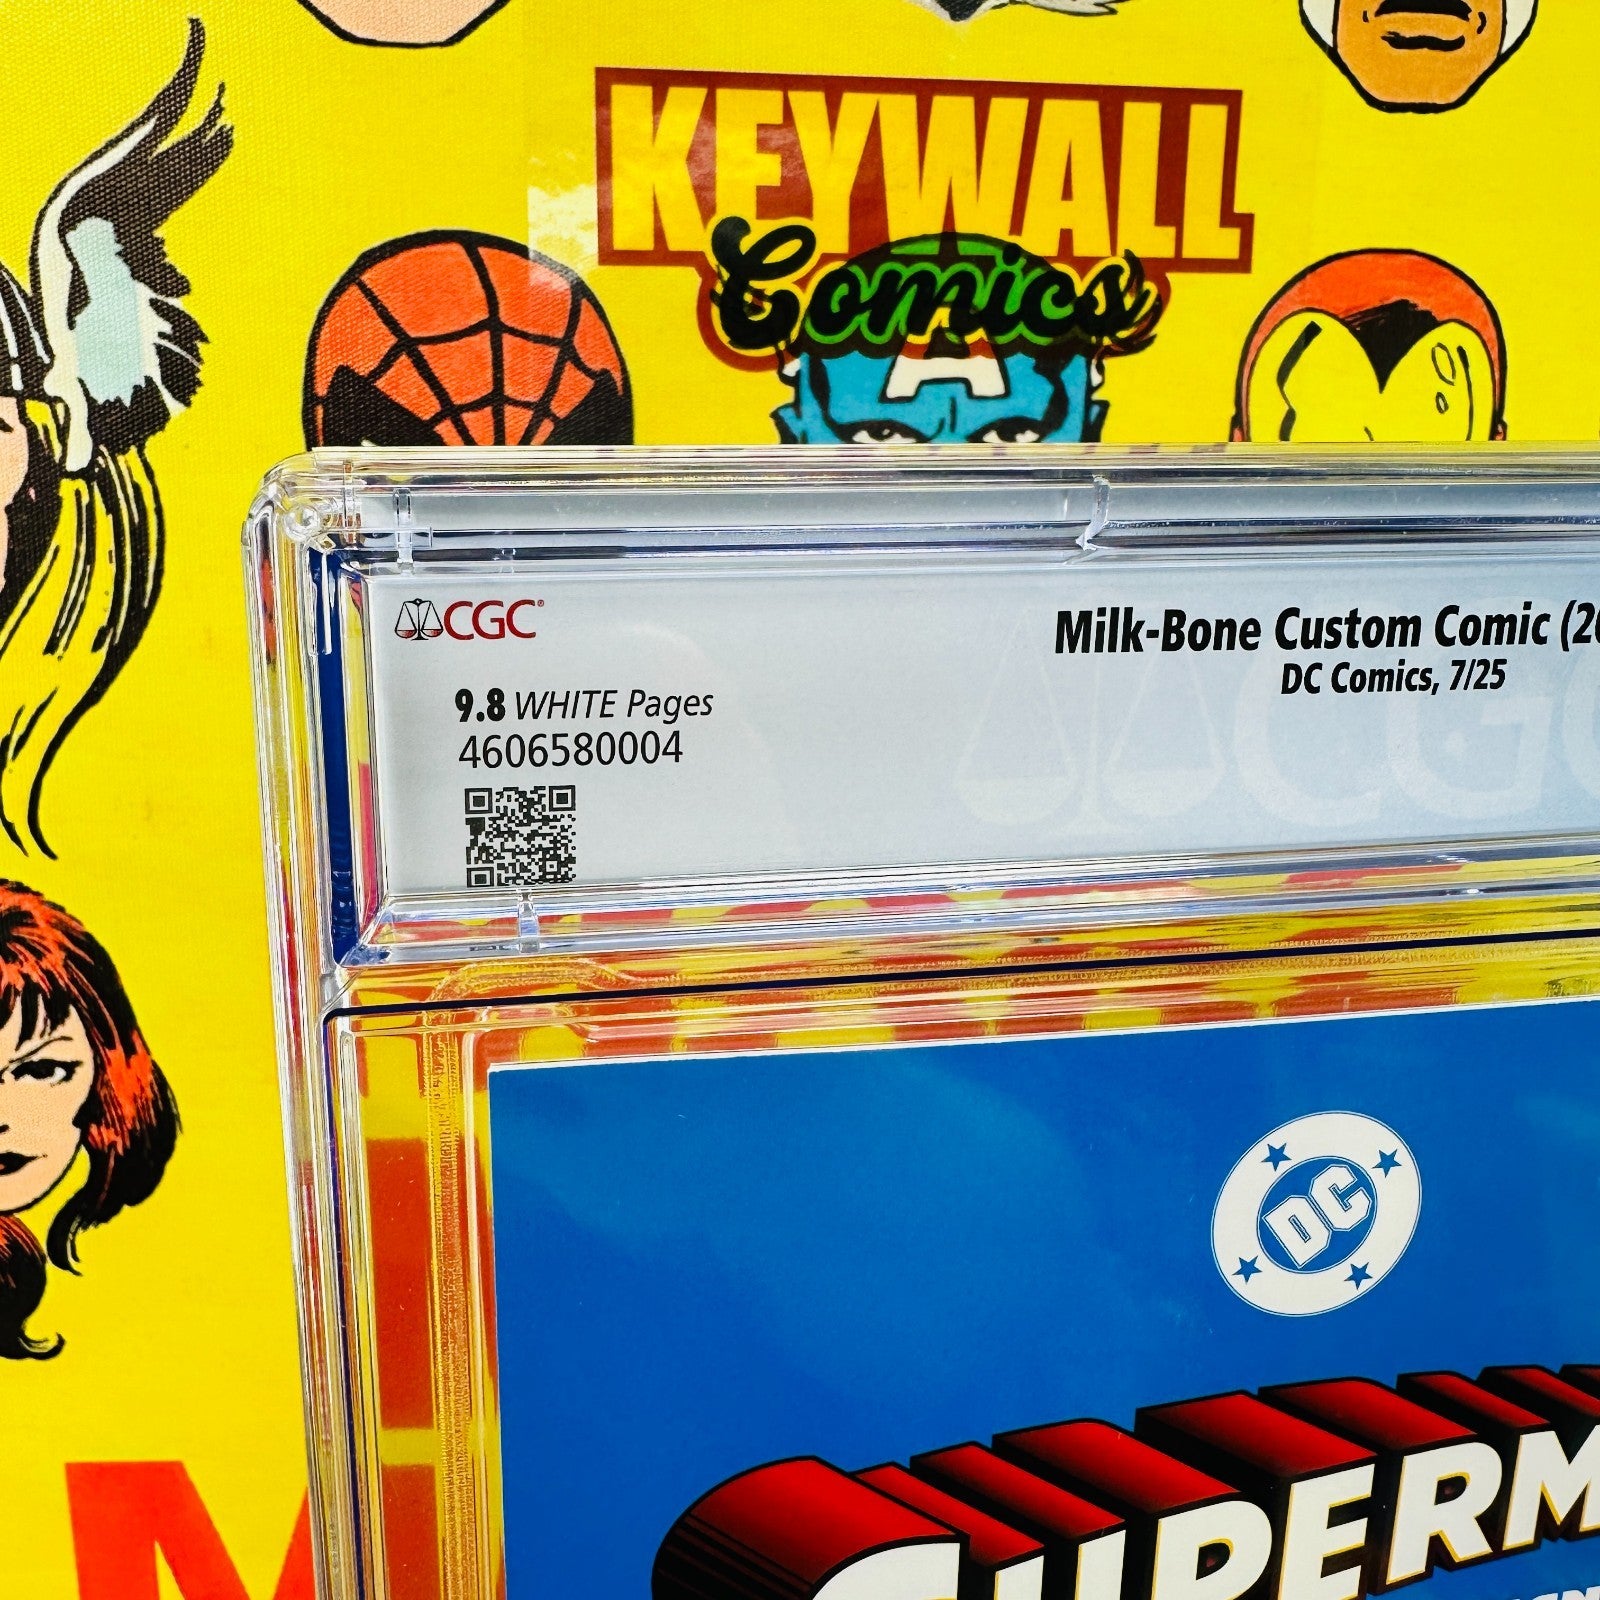 KEYWALL
Comics
A
CGC
Milk-Bone Custom Comic (20
DC Comics, 7/25
9.8 WHITE Pages
4606580004
DC
SUPERM
M